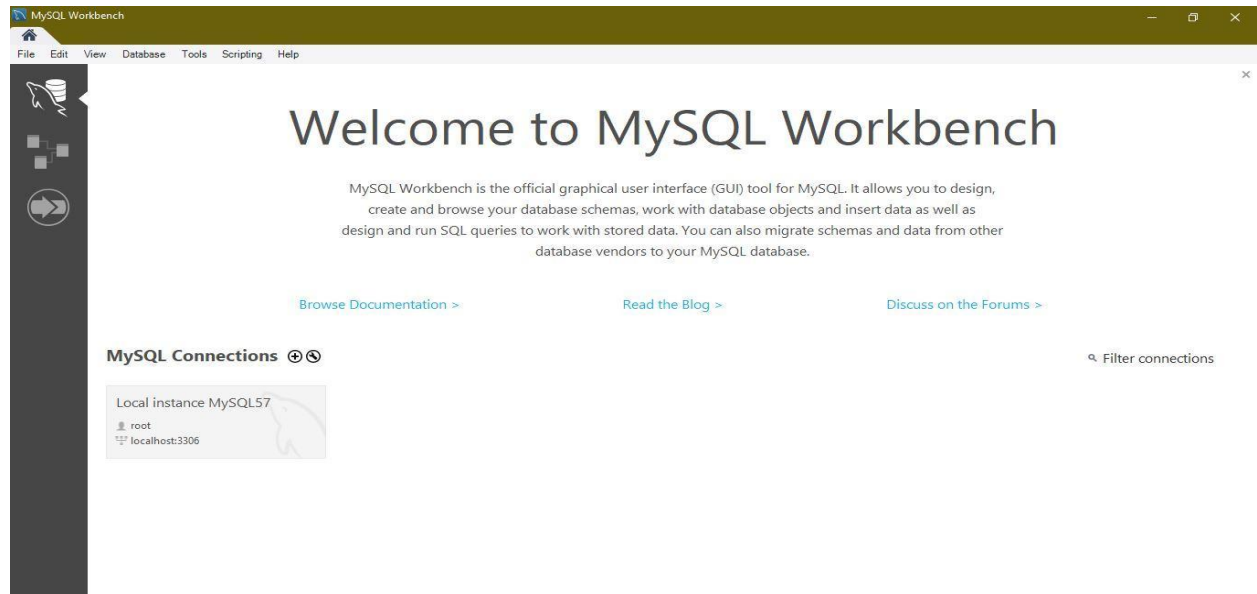 MySQL Workbench
File Edit View Database Tools Scripting Help
Welcome to MySQL Workbench
MySQL Workbench is the official graphical user interface (GUI) tool for MySQL. It allows you to design,
create and browse your database schemas, work with database objects and insert data as well as
design and run SQL queries to work with stored data. You can also migrate schemas and data from other
database vendors to your MySQL database.
Browse Documentation > Read the Blog > Discuss on the Forums >
MySQL Connections Filter connections
Local instance MySQL57
root
localhost:3306